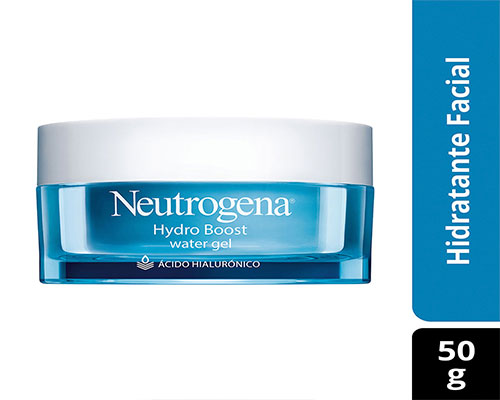 Neutrogena®
Hydro Boost
water gel
ÁCIDO HIALURÓNICO
Hidratante Facial
50
g